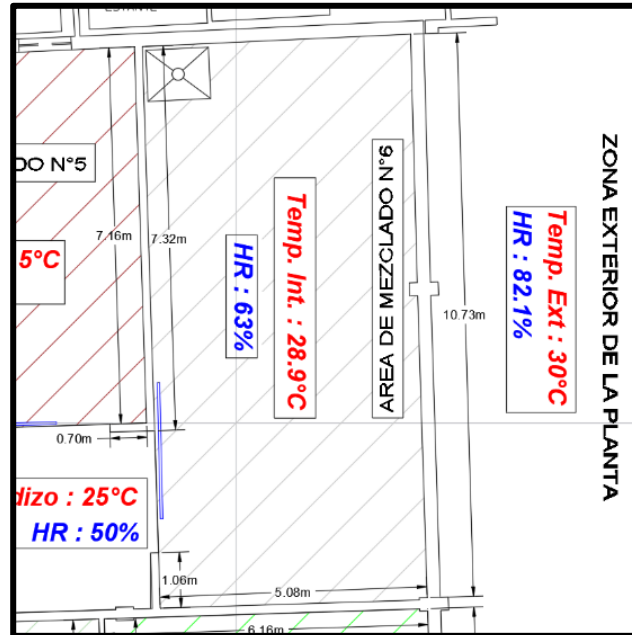 ESTANTE
DO N°5
7.16m
7.32m
5°C
Temp. Int. : 28.9°C
HR : 63%
AREA DE MEZCLADO N°6
10.73m
Temp. Ext : 30°C
HR : 82.1%
ZONA EXTERIOR DE LA PLANTA
0.70m
dizo : 25°C
HR : 50%
1.06m
5.08m
6.16m